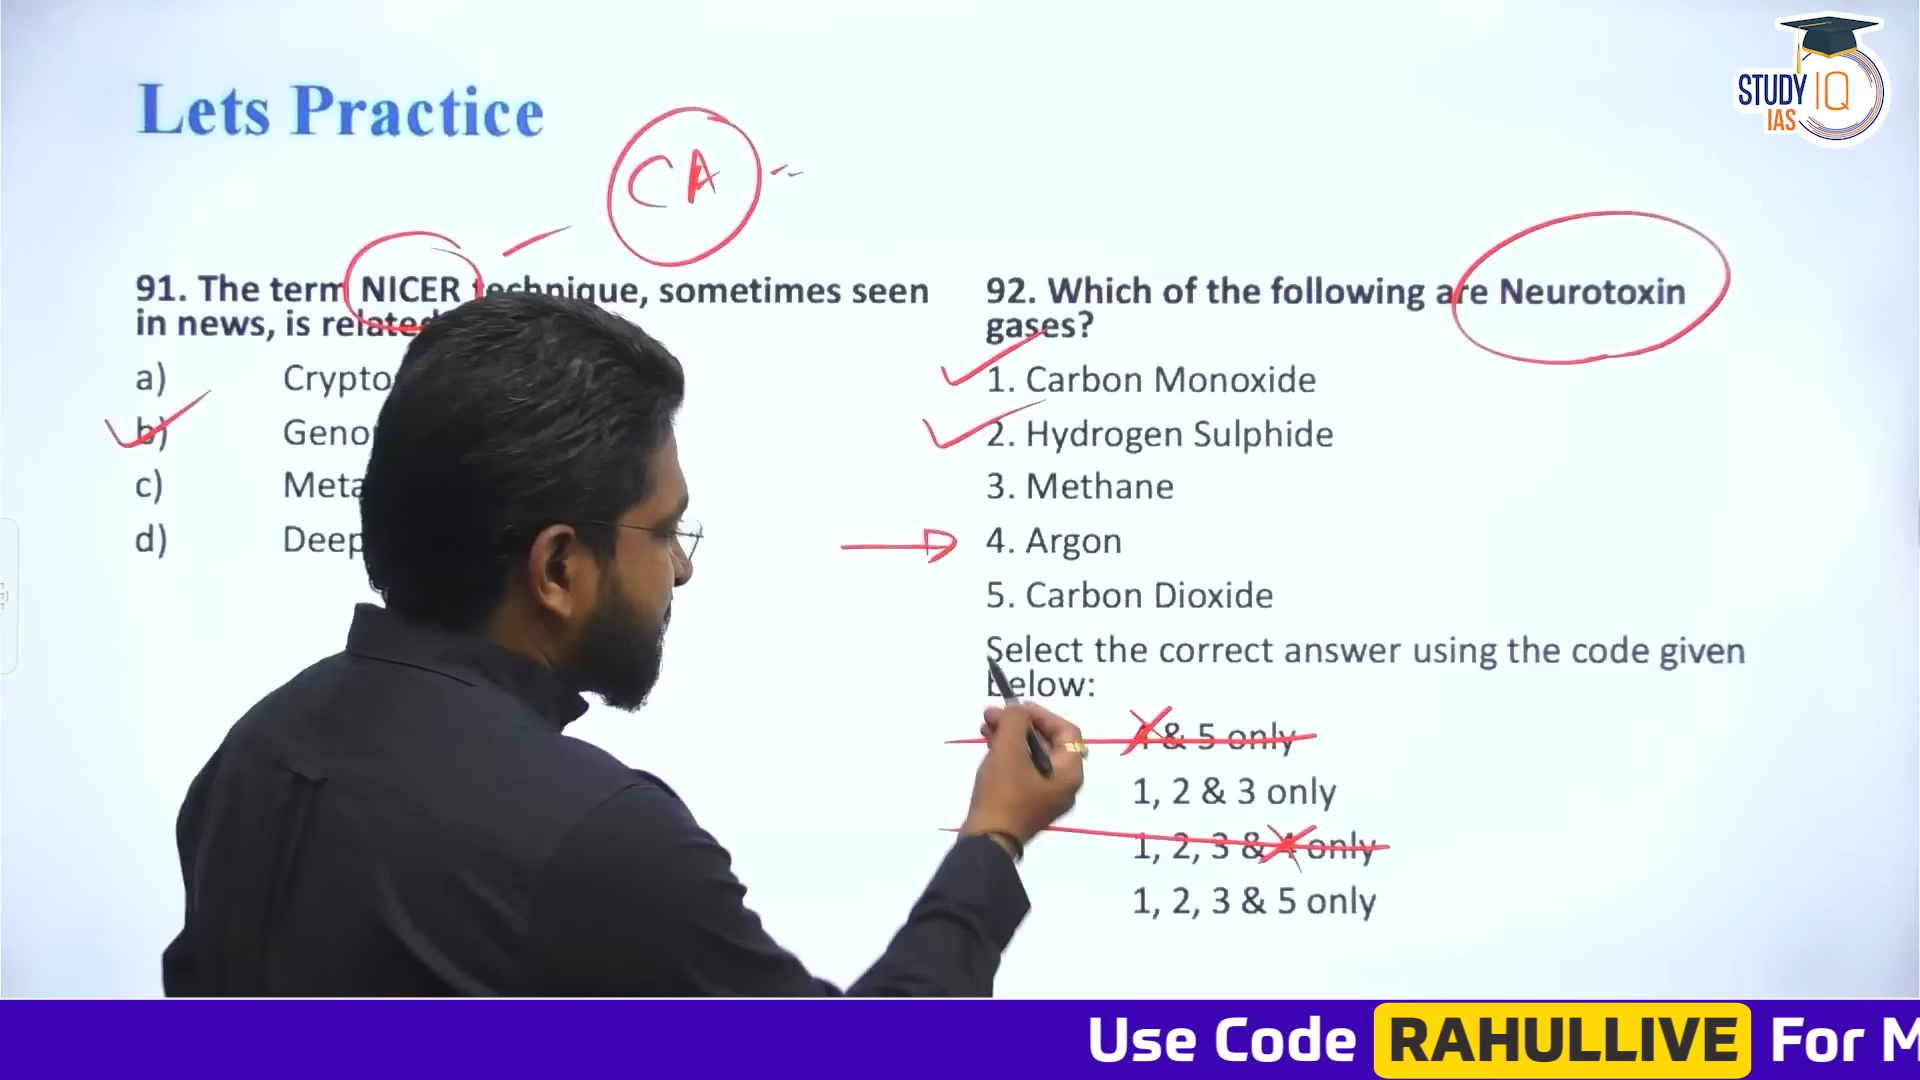 Lets Practice
CA
STUDY IQ
IAS
91. The term NICER technique, sometimes seen
in news, is related
a) Crypto
b) Geno
c) Meta
d) Deep
92. Which of the following are Neurotoxin
gases?
1. Carbon Monoxide
2. Hydrogen Sulphide
3. Methane
4. Argon
5. Carbon Dioxide
Select the correct answer using the code given
below:
& 5 only
1, 2 & 3 only
1, 2, 3 & 4 only
1, 2, 3 & 5 only
Use Code RAHULLIVE For M